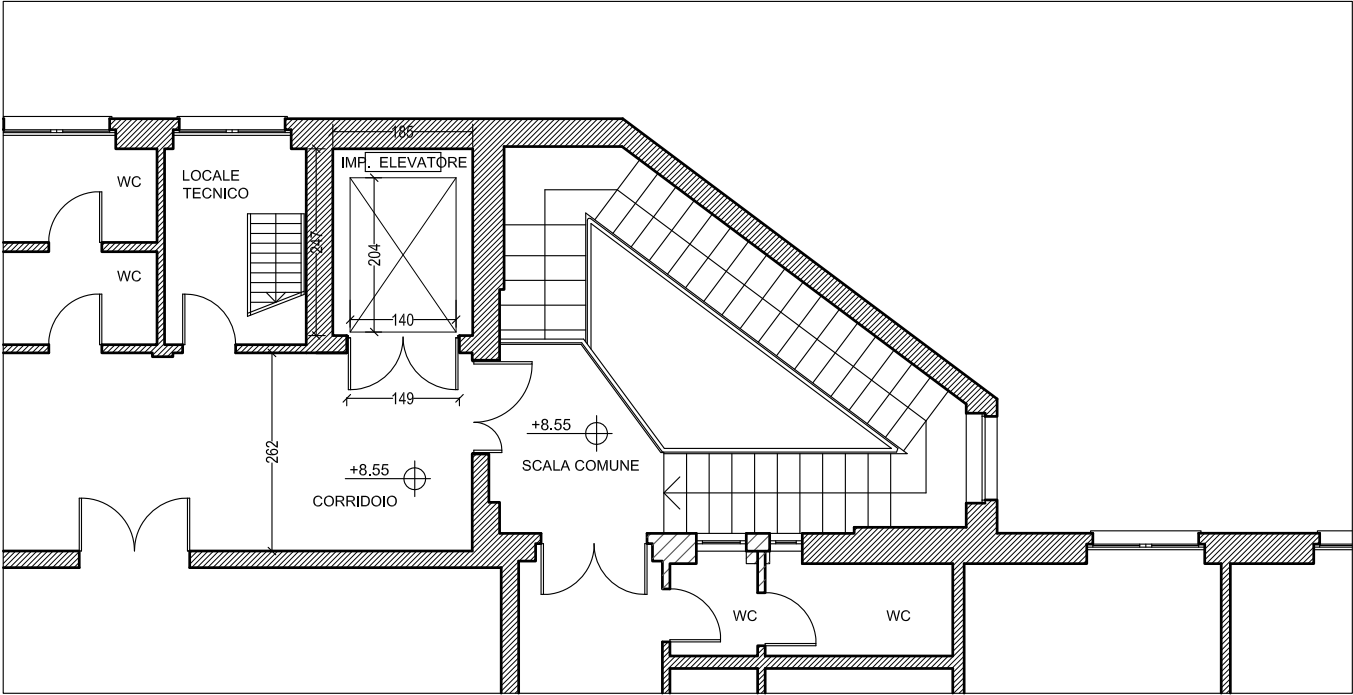 185
IMP. ELEVATORE
WC
LOCALE
TECNICO
247
204
WC
140
149
+8.55
SCALA COMUNE
262
+8.55
CORRIDOIO
WC
WC